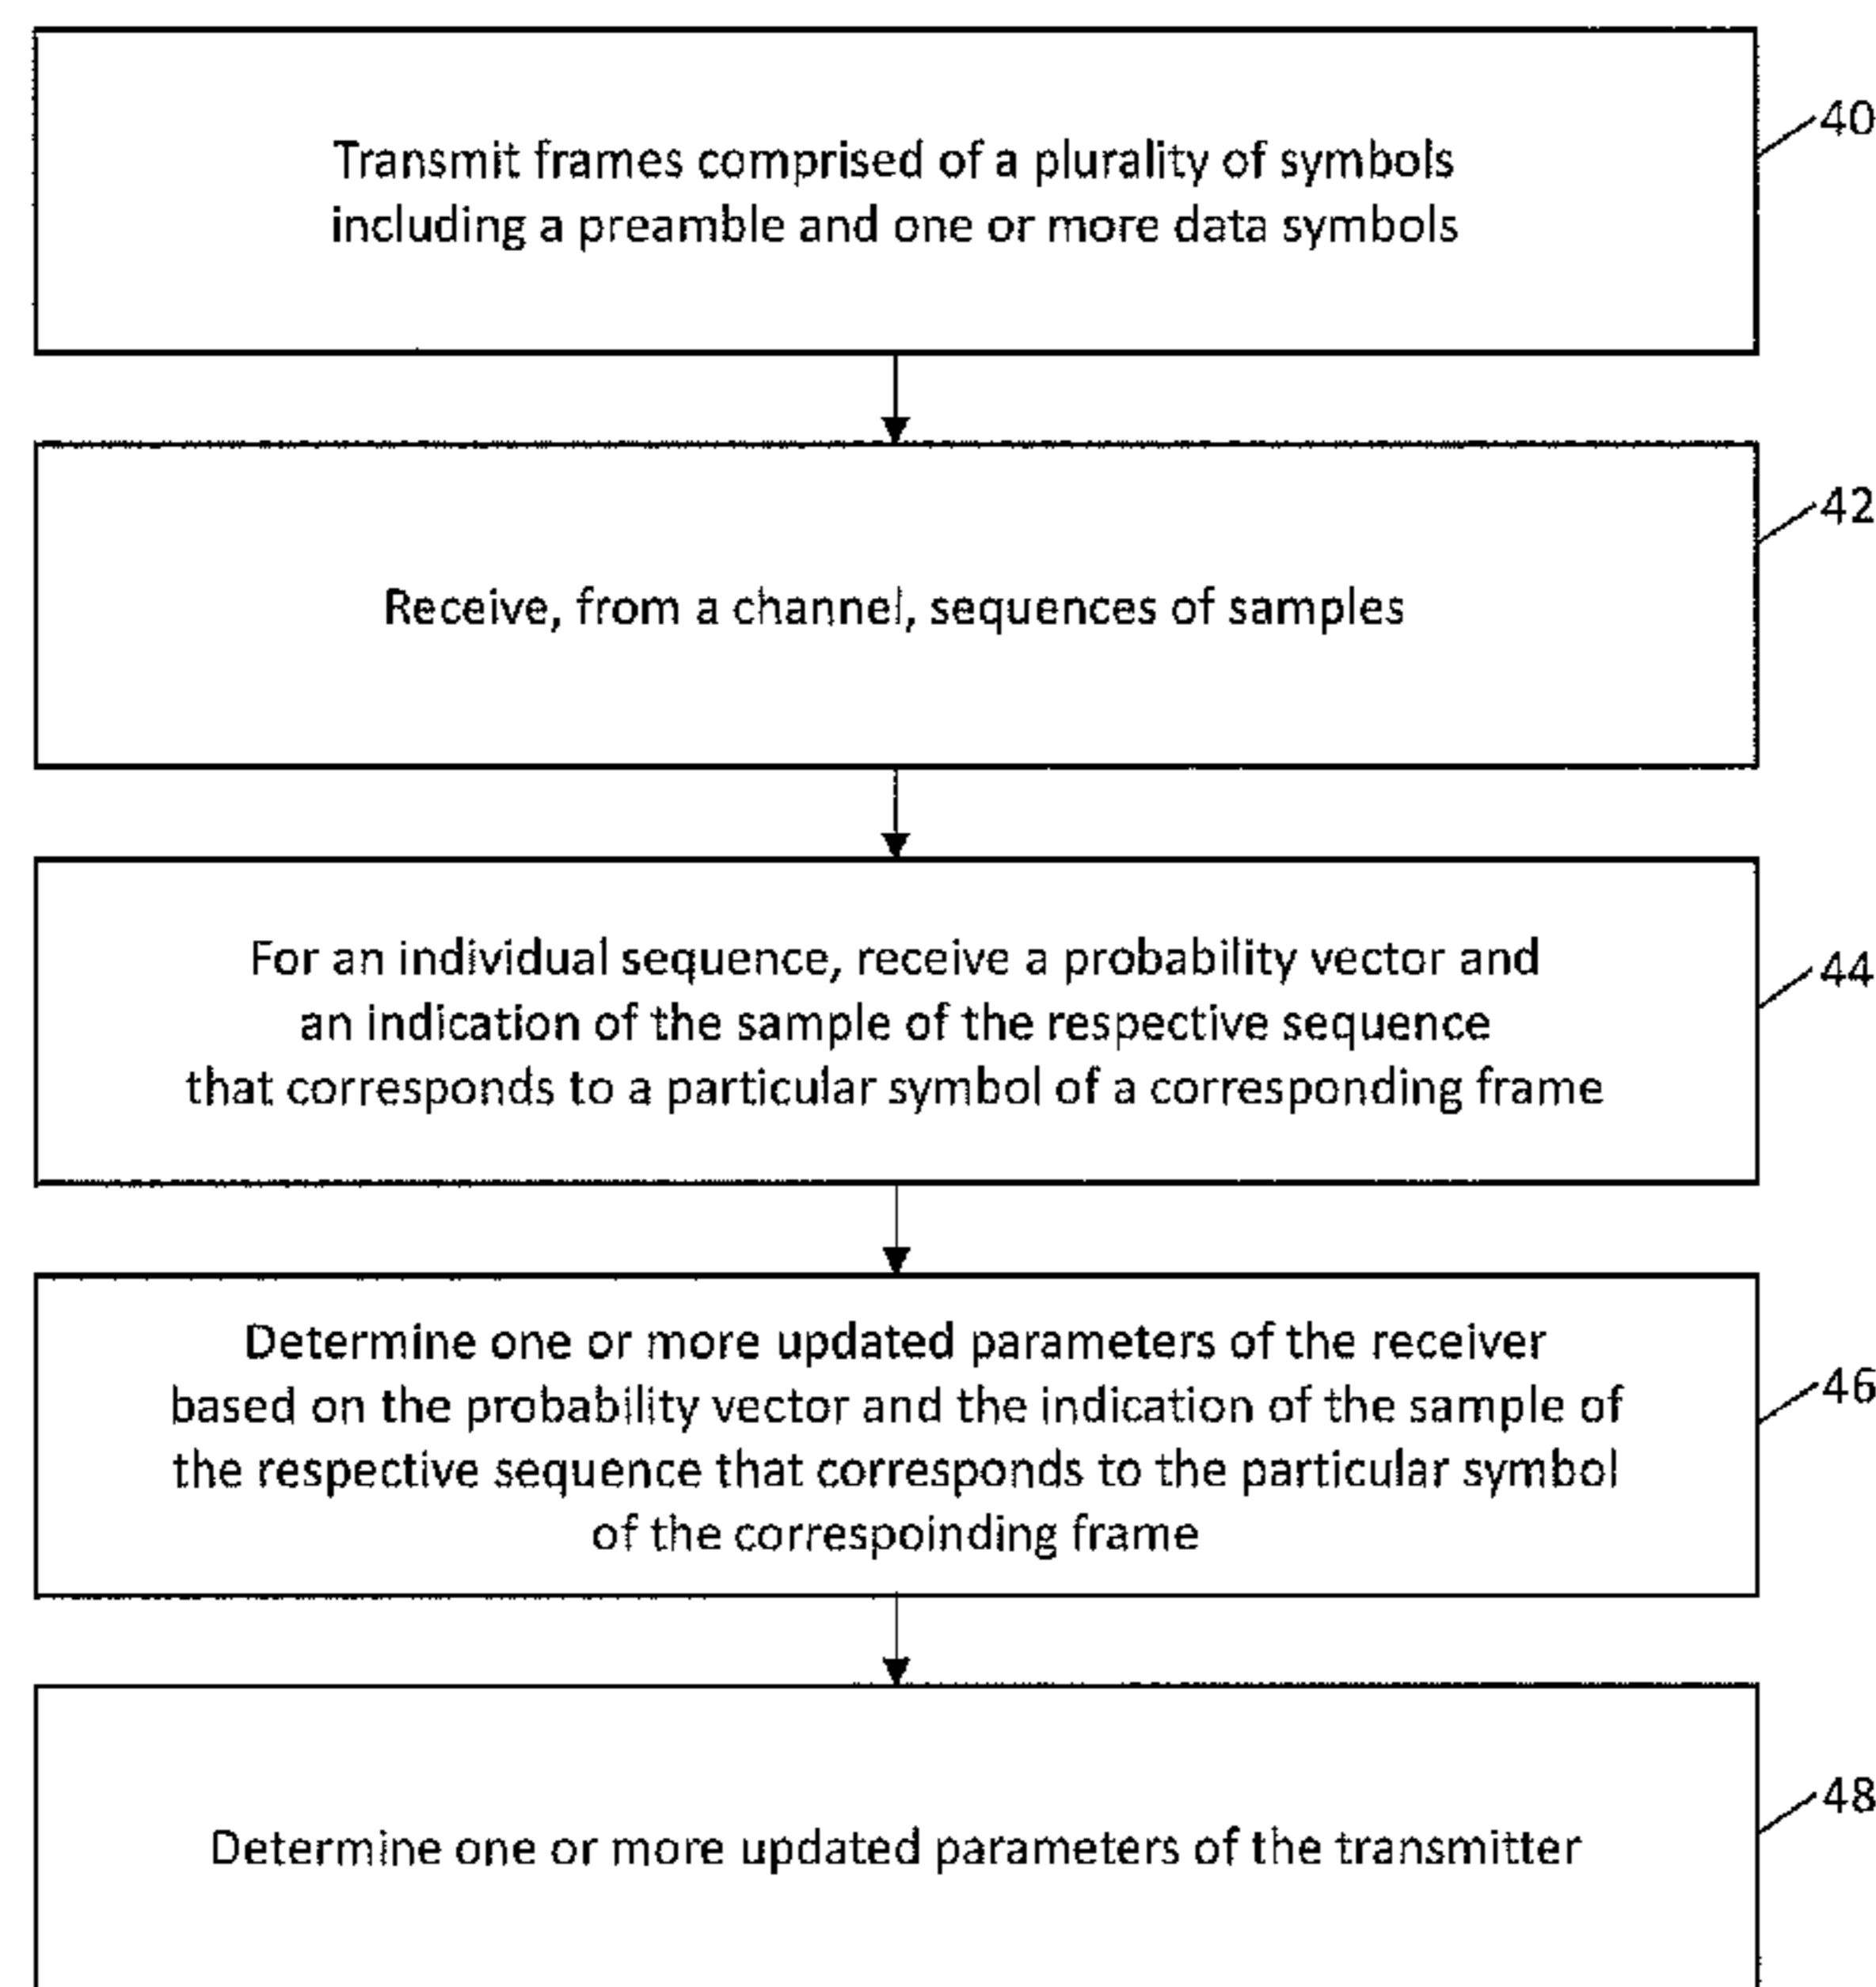 Transmit frames comprised of a plurality of symbols
including a preamble and one or more data symbols
40
Receive, from a channel, sequences of samples
42
For an individual sequence, receive a probability vector and
an indication of the sample of the respective sequence
that corresponds to a particular symbol of a corresponding frame
44
Determine one or more updated parameters of the receiver
based on the probability vector and the indication of the sample of
the respective sequence that corresponds to the particular symbol
of the correspoinding frame
46
Determine one or more updated parameters of the transmitter
48